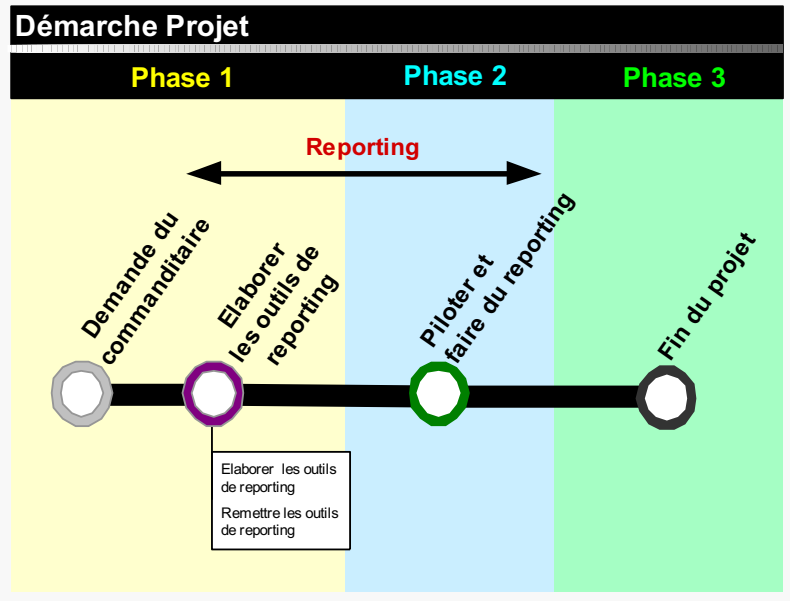 Démarche Projet
Phase 1
Phase 2
Phase 3
Reporting
Demande du
commanditaire
Elaborer
les outils de
reporting
Piloter et
faire du reporting
Fin du projet
Elaborer les outils
de reporting
Remettre les outils
de reporting